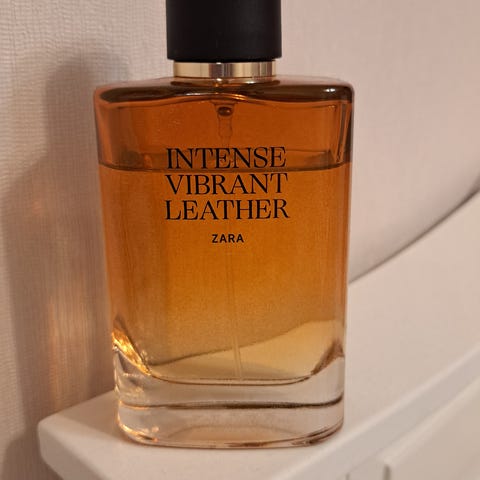 INTENSE
VIBRANT
LEATHER
ZARA